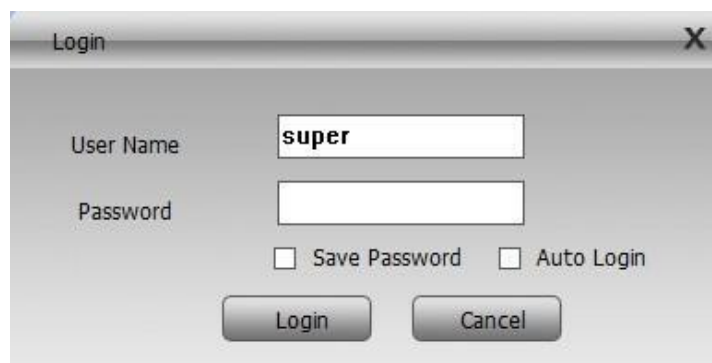 Login X
User Name super
Password
Save Password Auto Login
Login Cancel